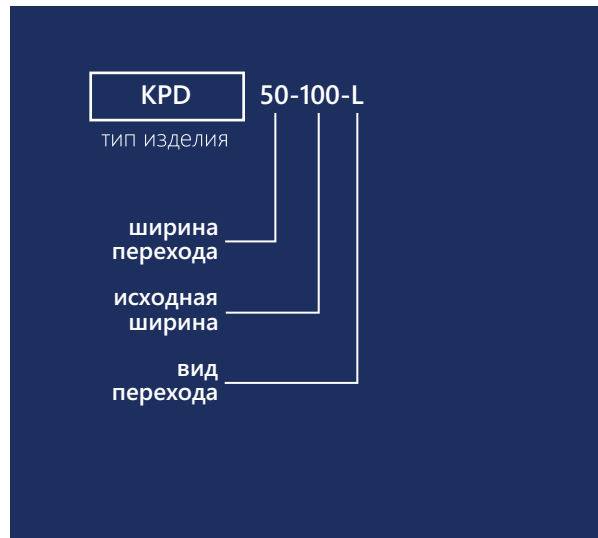 KPD 50-100-L
тип изделия
ширина
перехода
исходная
ширина
вид
перехода